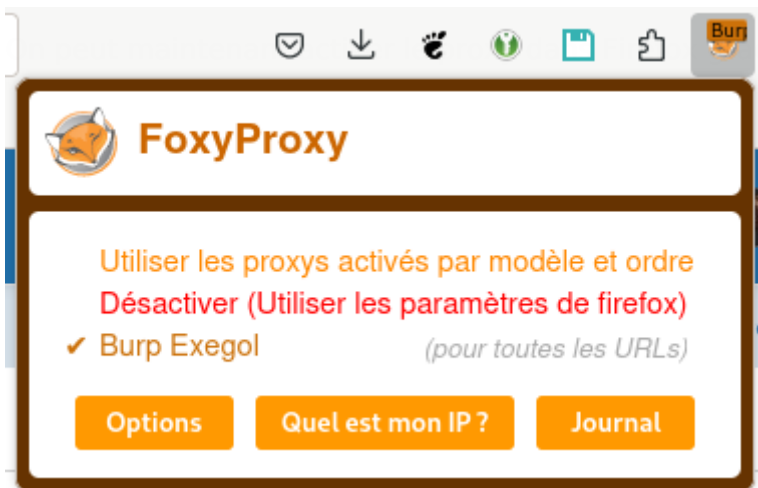 Burp
FoxyProxy
Utiliser les proxys activés par modèle et ordre
Désactiver (Utiliser les paramètres de firefox)
✔ Burp Exegol (pour toutes les URLs)
Options Quel est mon IP ? Journal